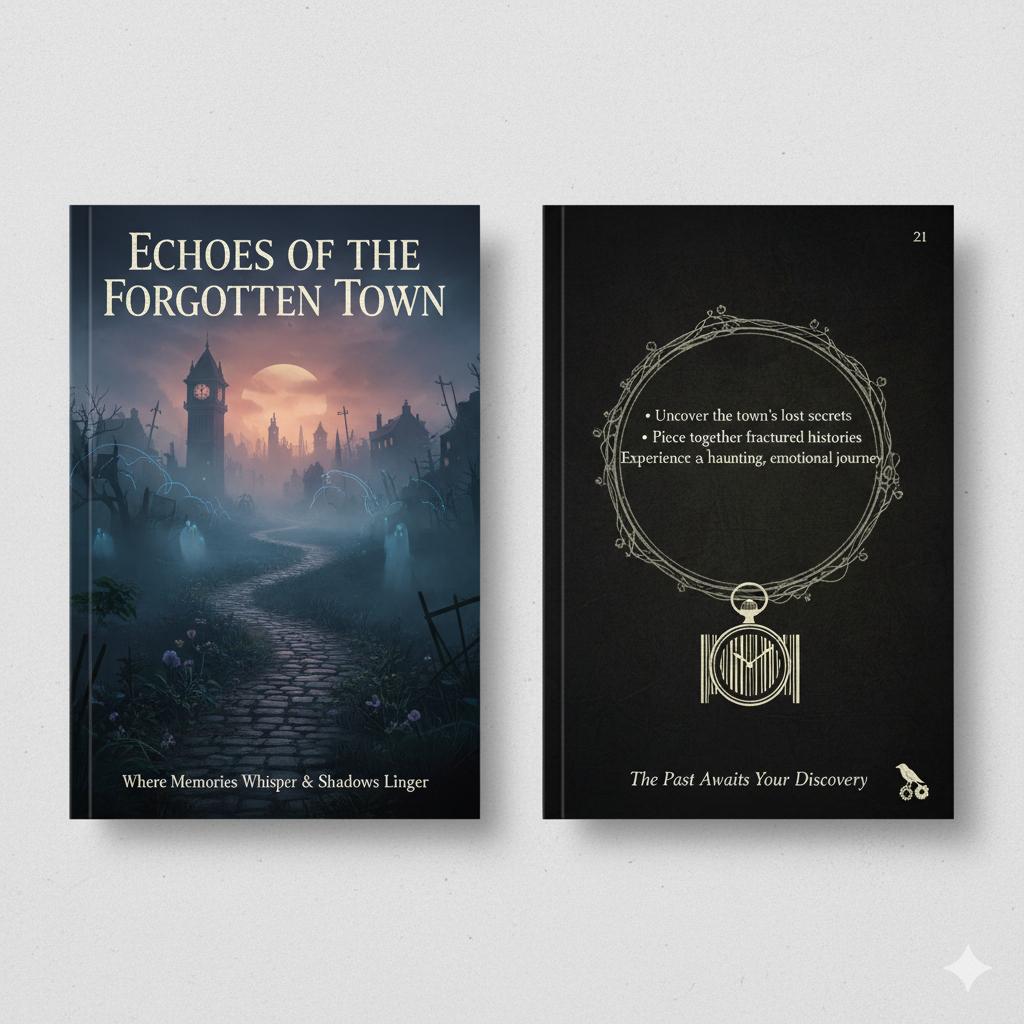 ECHOES OF THE
FORGOTTEN TOWN
Where Memories Whisper & Shadows Linger
21
• Uncover the town's lost secrets
• Piece together fractured histories
Experience a haunting, emotional journey
The Past Awaits Your Discovery